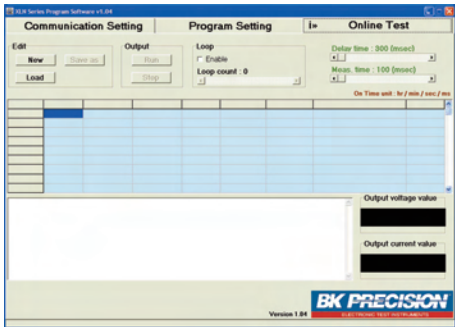 XLN Series Program Software v1.04
Communication Setting
Program Setting
i»
Online Test
Edit
New
Save as
Load
Output
Run
Stop
Loop
Enable
Loop count : 0
Delay time : 300 (msec)
Meas. time : 100 (msec)
On Time unit : hr / min / sec / ms
Output voltage value
Output current value
Version 1.04
BK PRECISION
ELECTRONIC TEST INSTRUMENTS